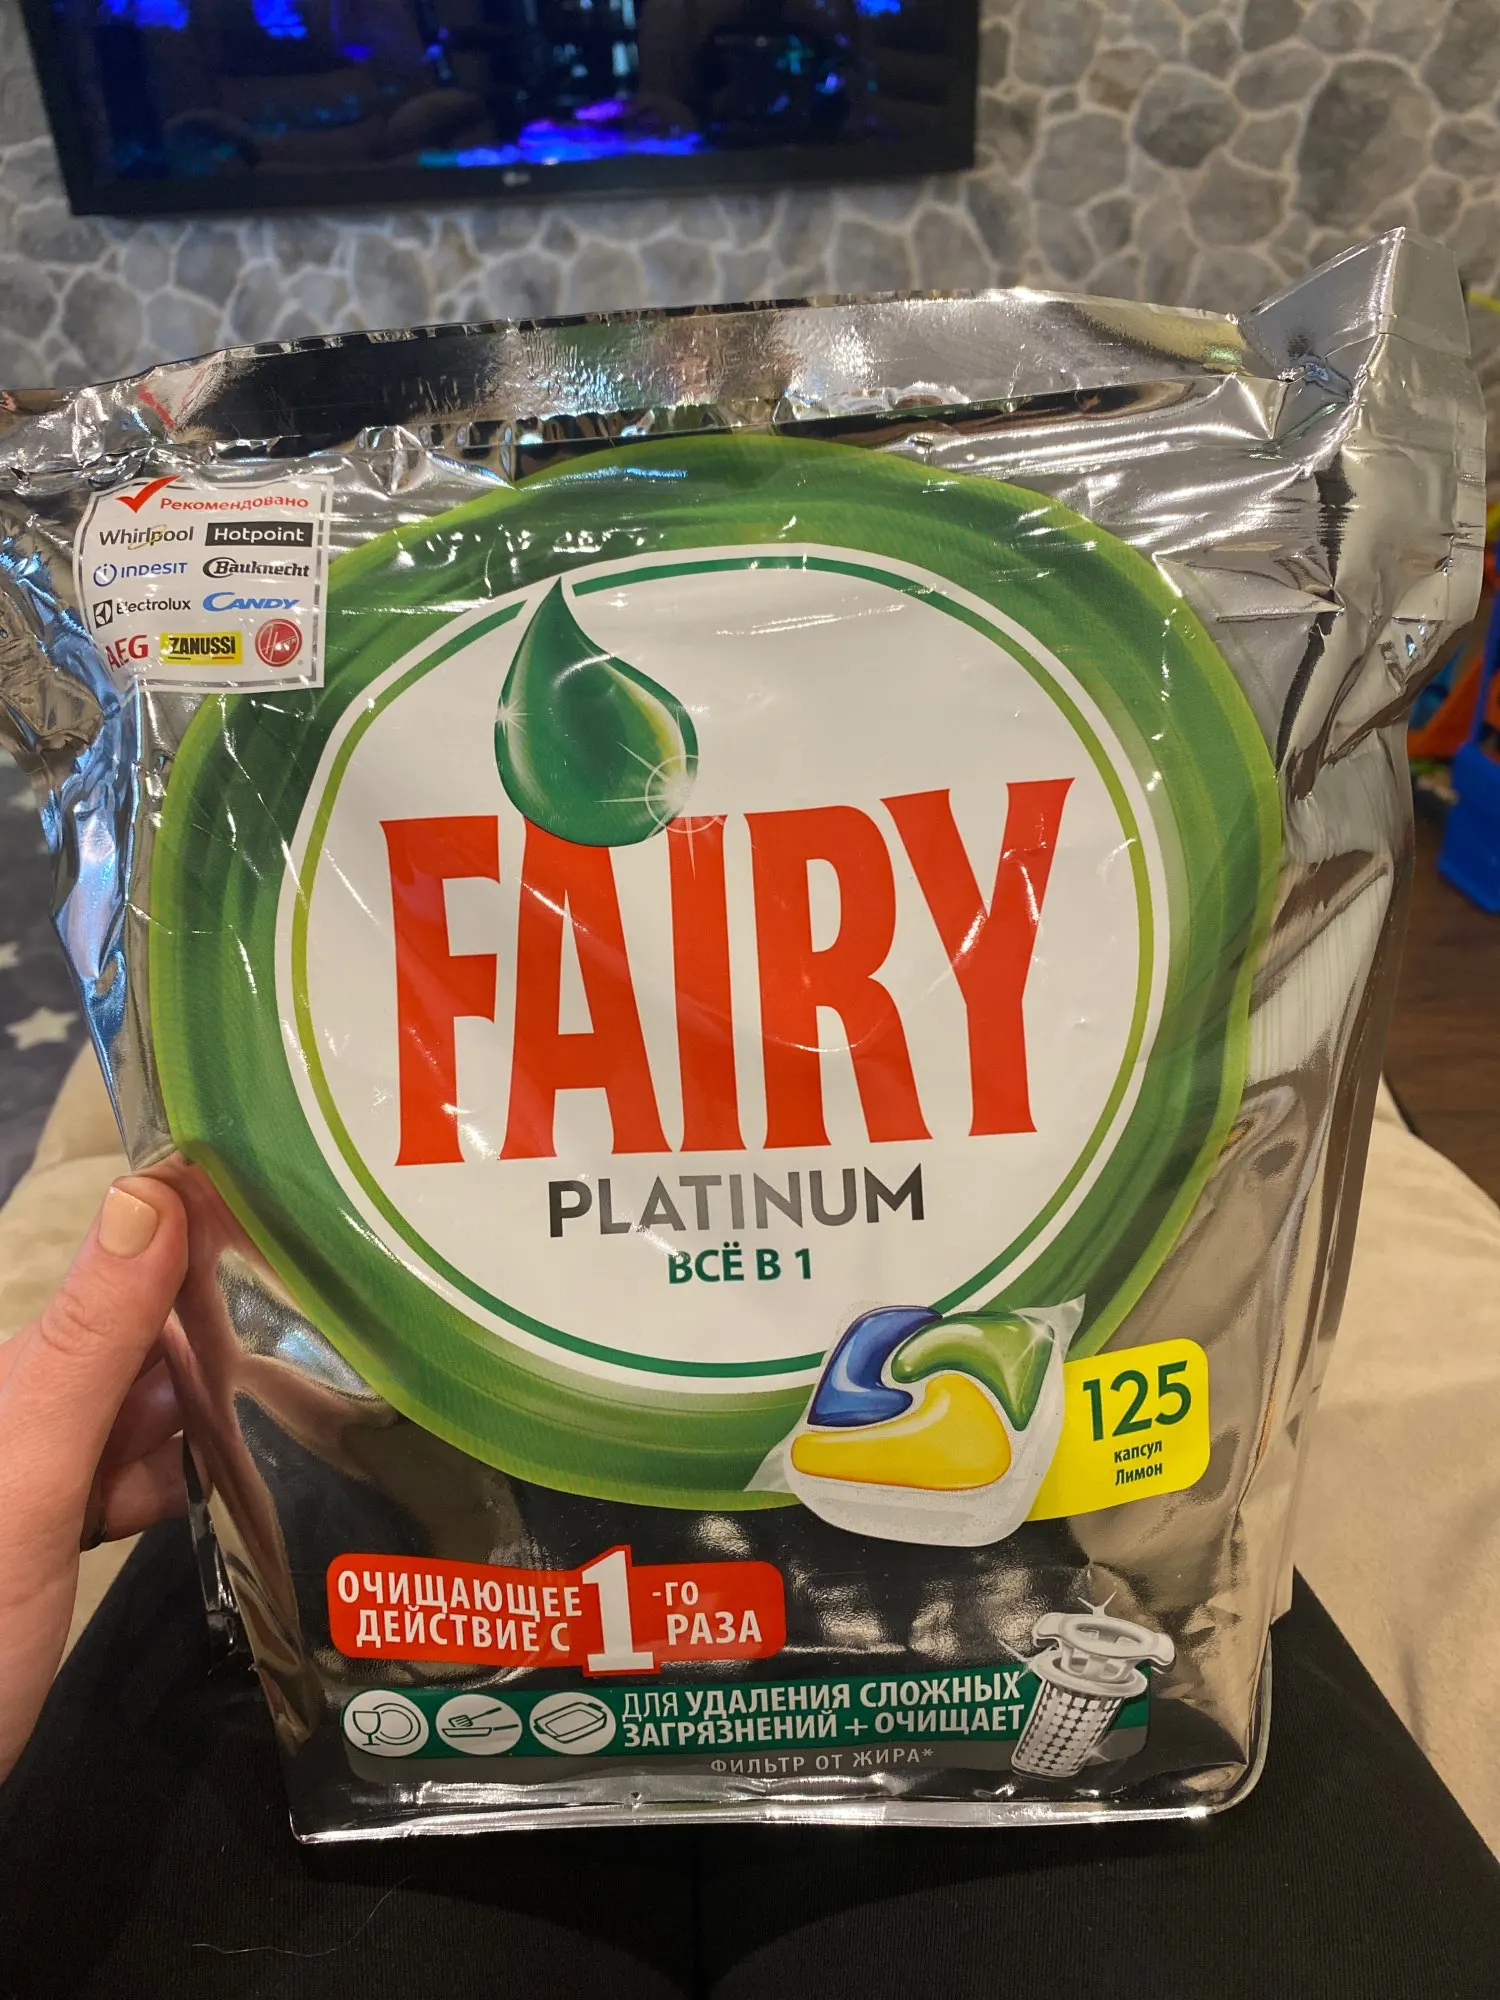 Рекомендовано
Whirlpool Hotpoint
INDESIT Bauknecht
Electrolux CANDY
AEG ZANUSSI Hoover
FAIRY
PLATINUM
ВСЁ В 1
125
капсул
Лимон
ОЧИЩАЮЩЕЕ
ДЕЙСТВИЕ С 1-ГО
РАЗА
ДЛЯ УДАЛЕНИЯ СЛОЖНЫХ
ЗАГРЯЗНЕНИЙ + ОЧИЩАЕТ
ФИЛЬТР ОТ ЖИРА*